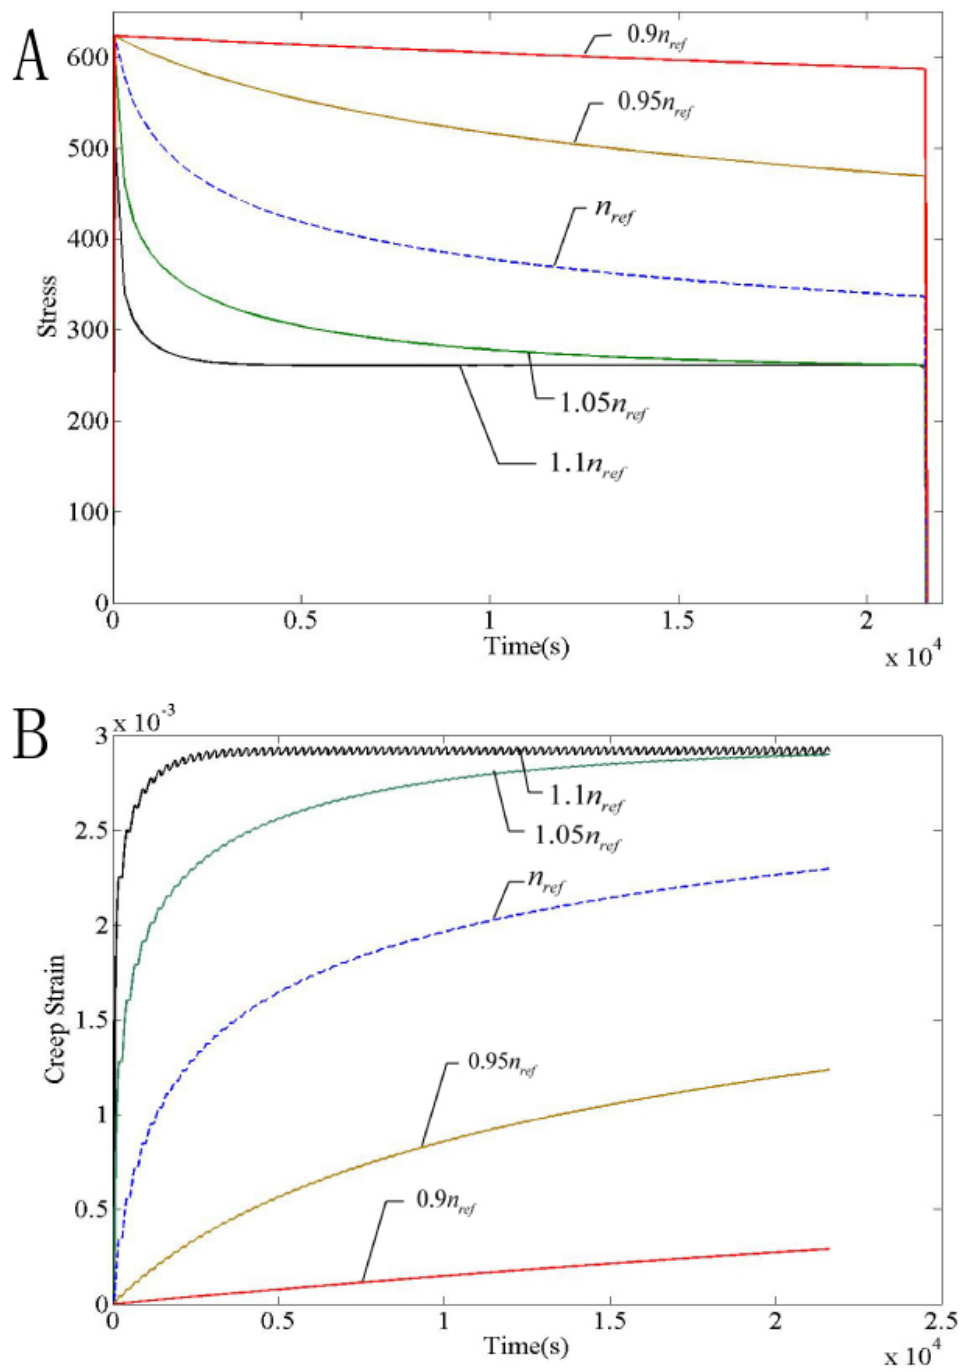 A
0.9n_ref
600
0.95n_ref
500
n_ref
400
Stress
300
1.05n_ref
200
1.1n_ref
100
0
0 0.5 1 1.5 2
Time(s)
x 10^4
B
x 10^-3
3
1.1n_ref
2.5
1.05n_ref
n_ref
2
Creep Strain
1.5
0.95n_ref
1
0.9n_ref
0.5
0
0 0.5 1 1.5 2 2.5
Time(s)
x 10^4